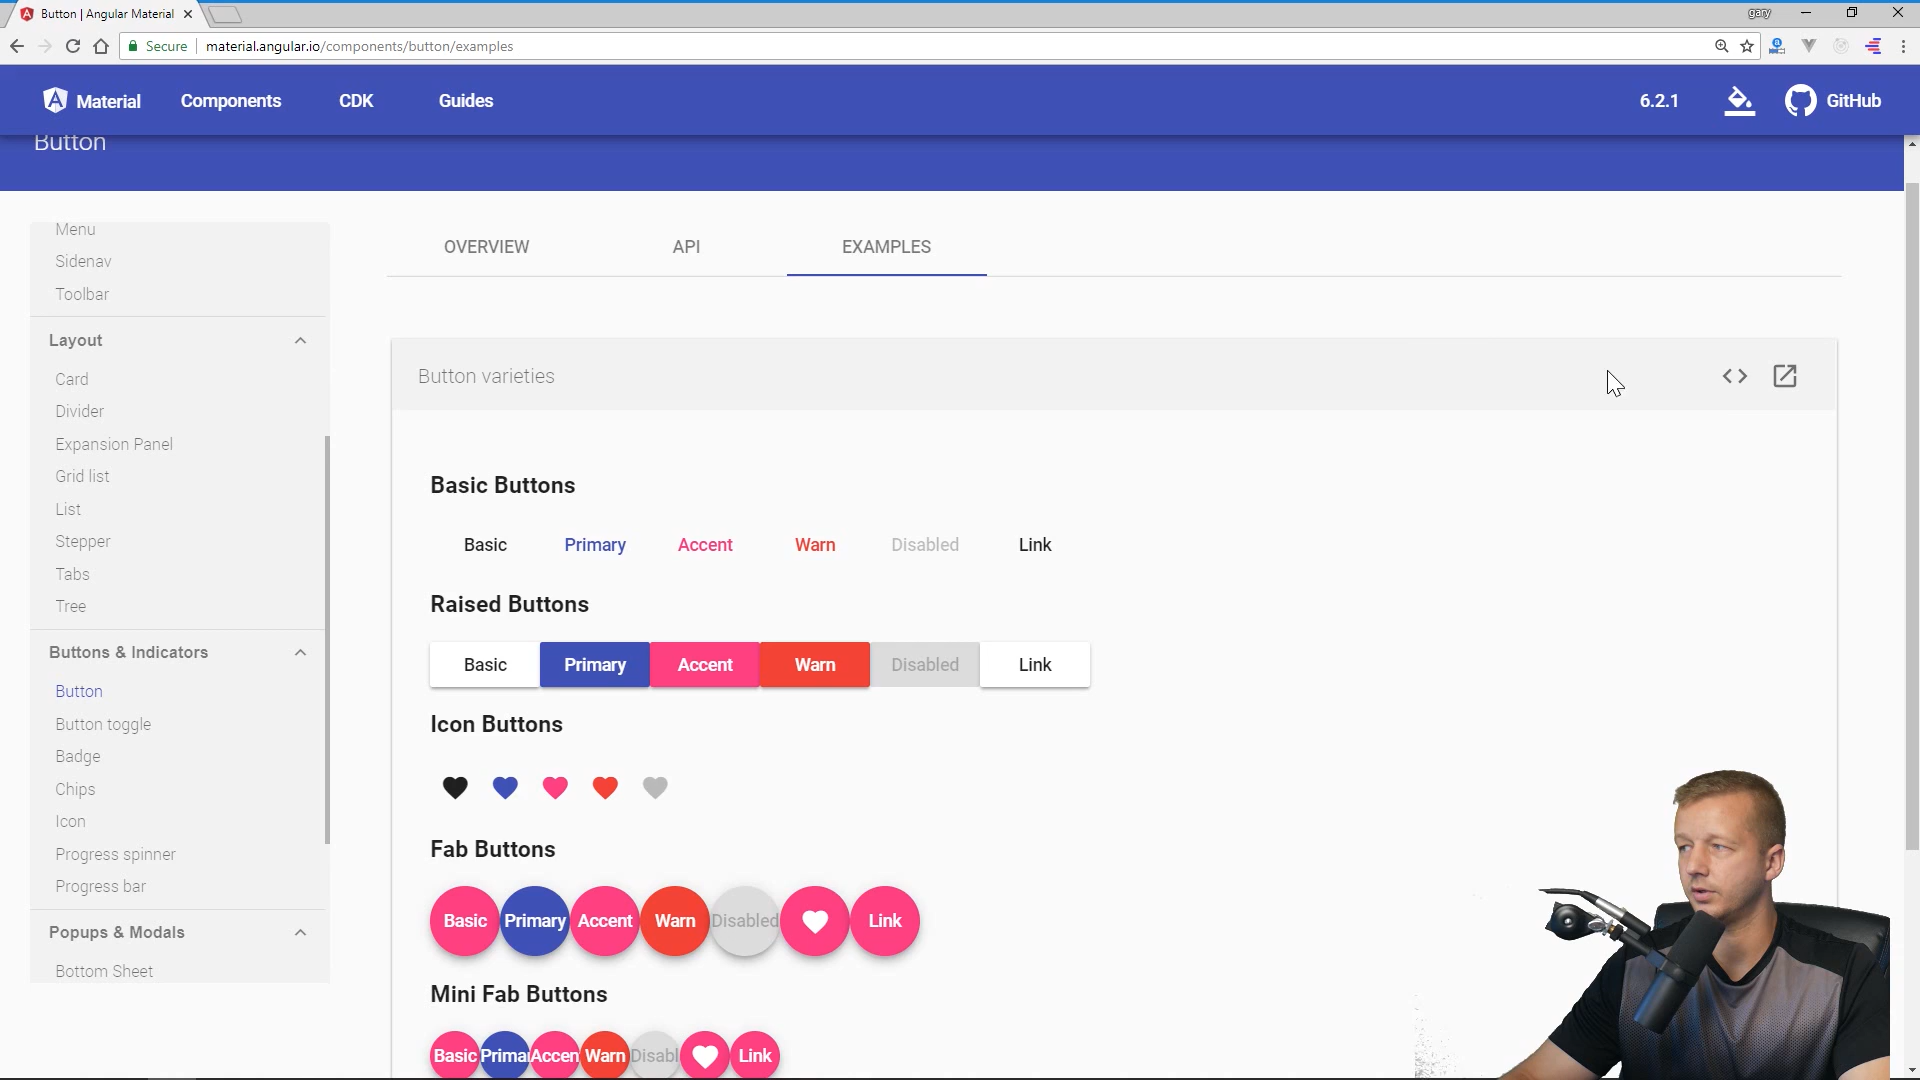 Button | Angular Material
gary
Secure
material.angular.io/components/button/examples
Material
Components
CDK
Guides
6.2.1
GitHub
Button
Menu
Sidenav
Toolbar
Layout
Card
Divider
Expansion Panel
Grid list
List
Stepper
Tabs
Tree
Buttons & Indicators
Button
Button toggle
Badge
Chips
Icon
Progress spinner
Progress bar
Popups & Modals
Bottom Sheet
OVERVIEW
API
EXAMPLES
Button varieties
Basic Buttons
Basic Primary Accent Warn Disabled Link
Raised Buttons
Basic Primary Accent Warn Disabled Link
Icon Buttons
Fab Buttons
Basic Primary Accent Warn Disabled Link
Mini Fab Buttons
Basic Primar Accen Warn Disabl Link